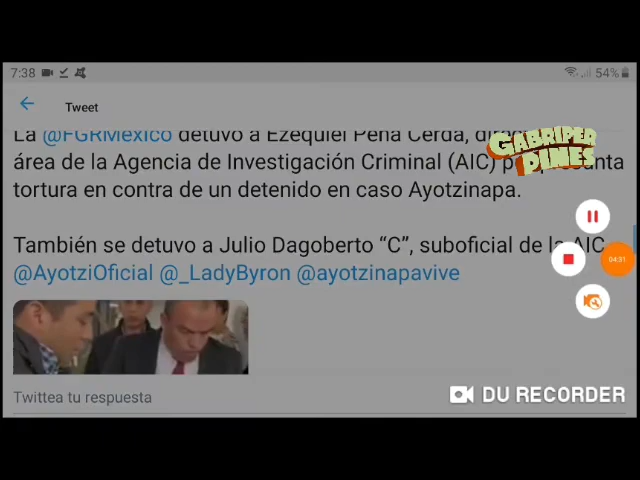 7:38
54%
Tweet
La @FGRMexico detuvo a Ezequiel Peña Cerda,
área de la Agencia de Investigación Criminal (AIC)
tortura en contra de un detenido en caso Ayotzinapa.
También se detuvo a Julio Dagoberto “C”, suboficial de la AIC
@AyotziOficial @_LadyByron @ayotzinapavive
Twittea tu respuesta
GABRIPER
PINES
04:31
DU RECORDER